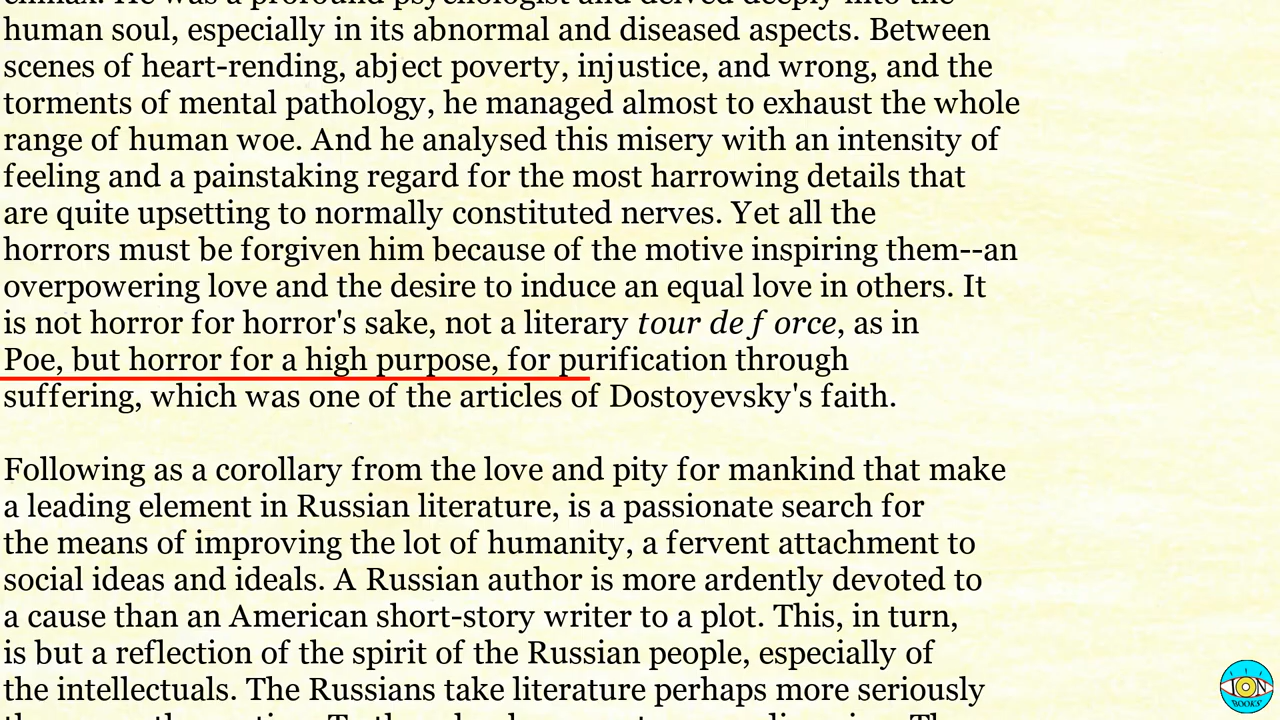 human soul, especially in its abnormal and diseased aspects. Between
scenes of heart-rending, abject poverty, injustice, and wrong, and the
torments of mental pathology, he managed almost to exhaust the whole
range of human woe. And he analysed this misery with an intensity of
feeling and a painstaking regard for the most harrowing details that
are quite upsetting to normally constituted nerves. Yet all the
horrors must be forgiven him because of the motive inspiring them--an
overpowering love and the desire to induce an equal love in others. It
is not horror for horror's sake, not a literary tour de f orce, as in
Poe, but horror for a high purpose, for purification through
suffering, which was one of the articles of Dostoyevsky's faith.

Following as a corollary from the love and pity for mankind that make
a leading element in Russian literature, is a passionate search for
the means of improving the lot of humanity, a fervent attachment to
social ideas and ideals. A Russian author is more ardently devoted to
a cause than an American short-story writer to a plot. This, in turn,
is but a reflection of the spirit of the Russian people, especially of
the intellectuals. The Russians take literature perhaps more seriously
ION
BOOKS